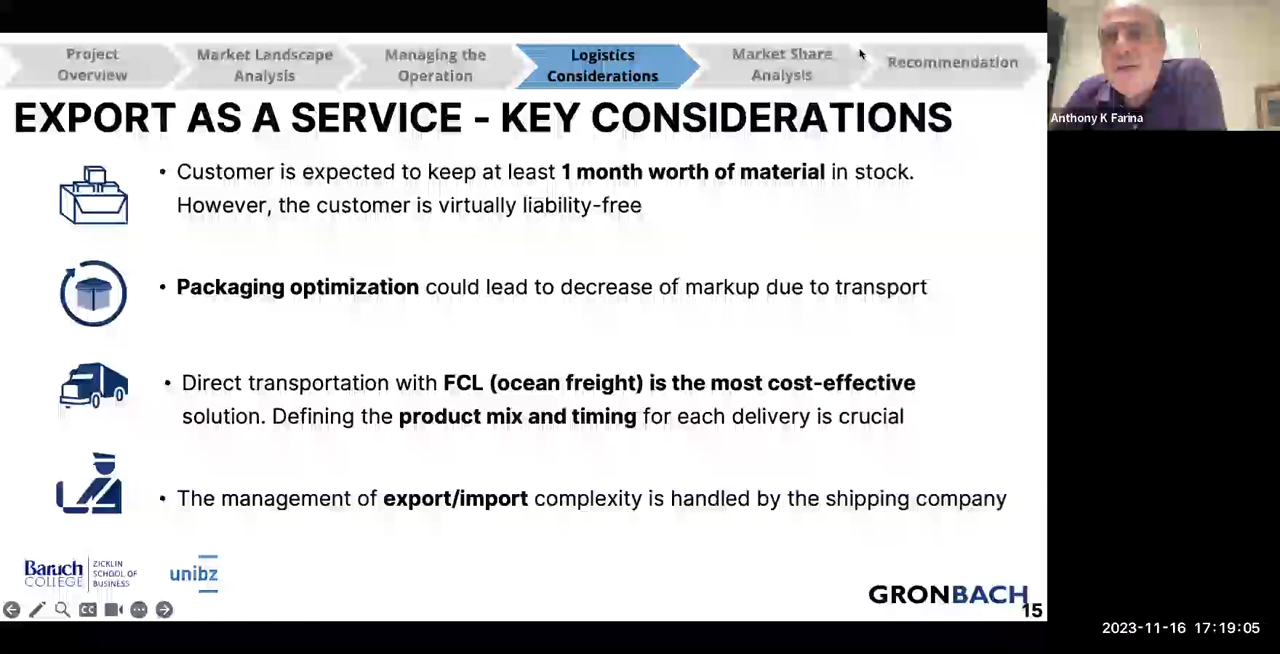 Project
Overview
Market Landscape
Analysis
Managing the
Operation
Logistics
Considerations
Market Share
Analysis
Recommendation
EXPORT AS A SERVICE - KEY CONSIDERATIONS
Anthony K Farina
• Customer is expected to keep at least 1 month worth of material in stock.
However, the customer is virtually liability-free
• Packaging optimization could lead to decrease of markup due to transport
• Direct transportation with FCL (ocean freight) is the most cost-effective
solution. Defining the product mix and timing for each delivery is crucial
• The management of export/import complexity is handled by the shipping company
Baruch
COLLEGE
ZICKLIN
SCHOOL OF
BUSINESS
unibz
GRONBACH
15
CC
2023-11-16 17:19:05